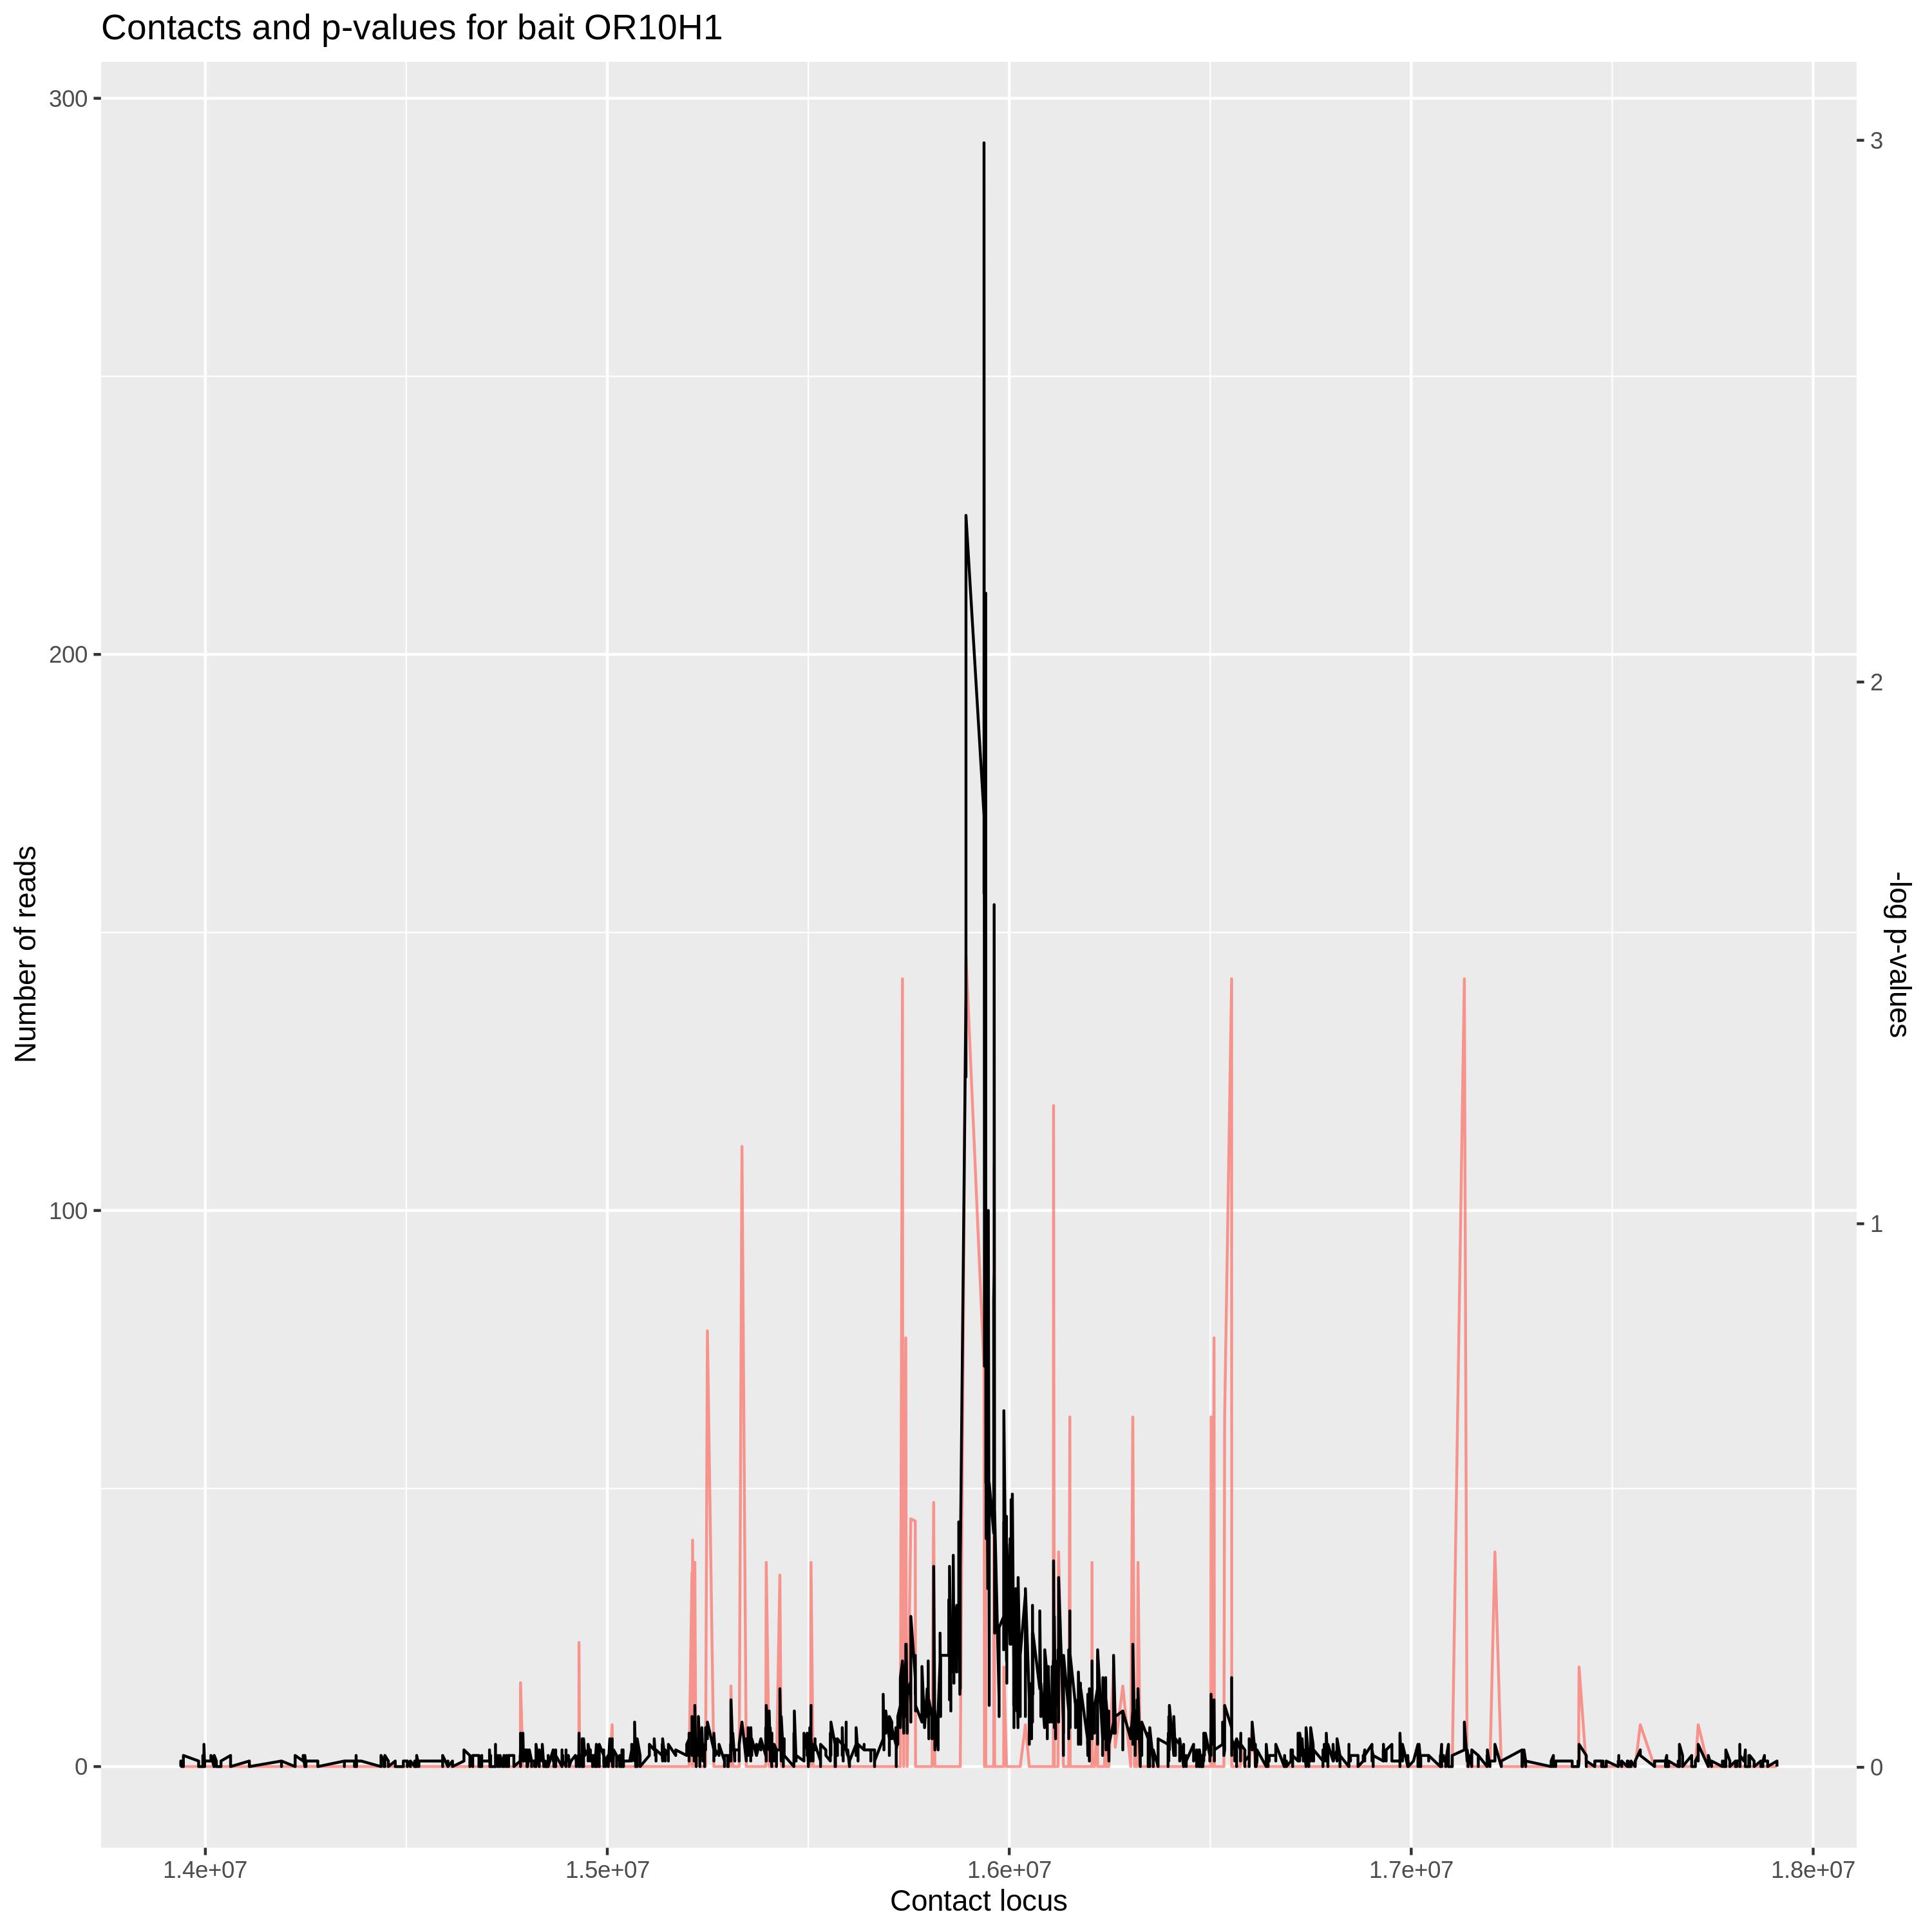 Contacts and p-values for bait OR10H1
300
200
100
0
Number of reads
3
2
1
0
-log p-values
1.4e+07 1.5e+07 1.6e+07 1.7e+07 1.8e+07
Contact locus